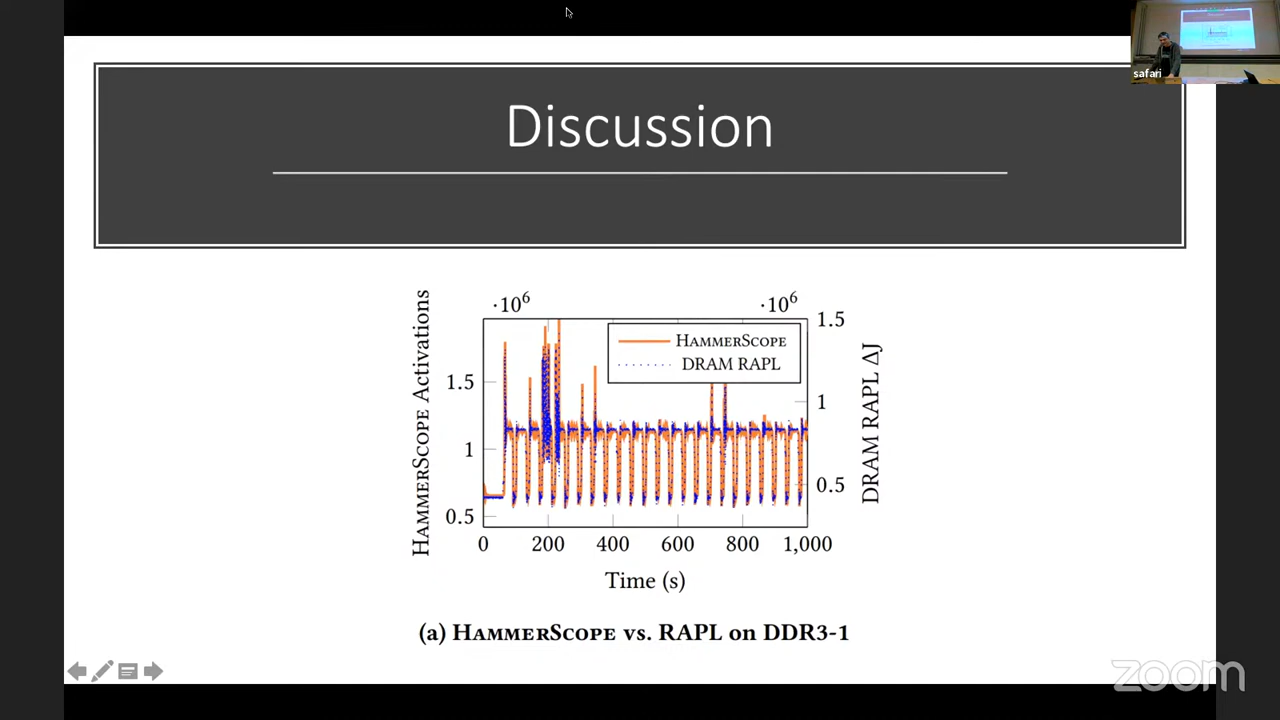 safari
Discussion
·10⁶ ·10⁶
HAMMERSCOPE Activations
1.5
1
0.5
HAMMERSCOPE
DRAM RAPL
1.5
1
0.5
DRAM RAPL ΔJ
0 200 400 600 800 1,000
Time (s)
(a) HAMMERSCOPE vs. RAPL on DDR3-1
zoom